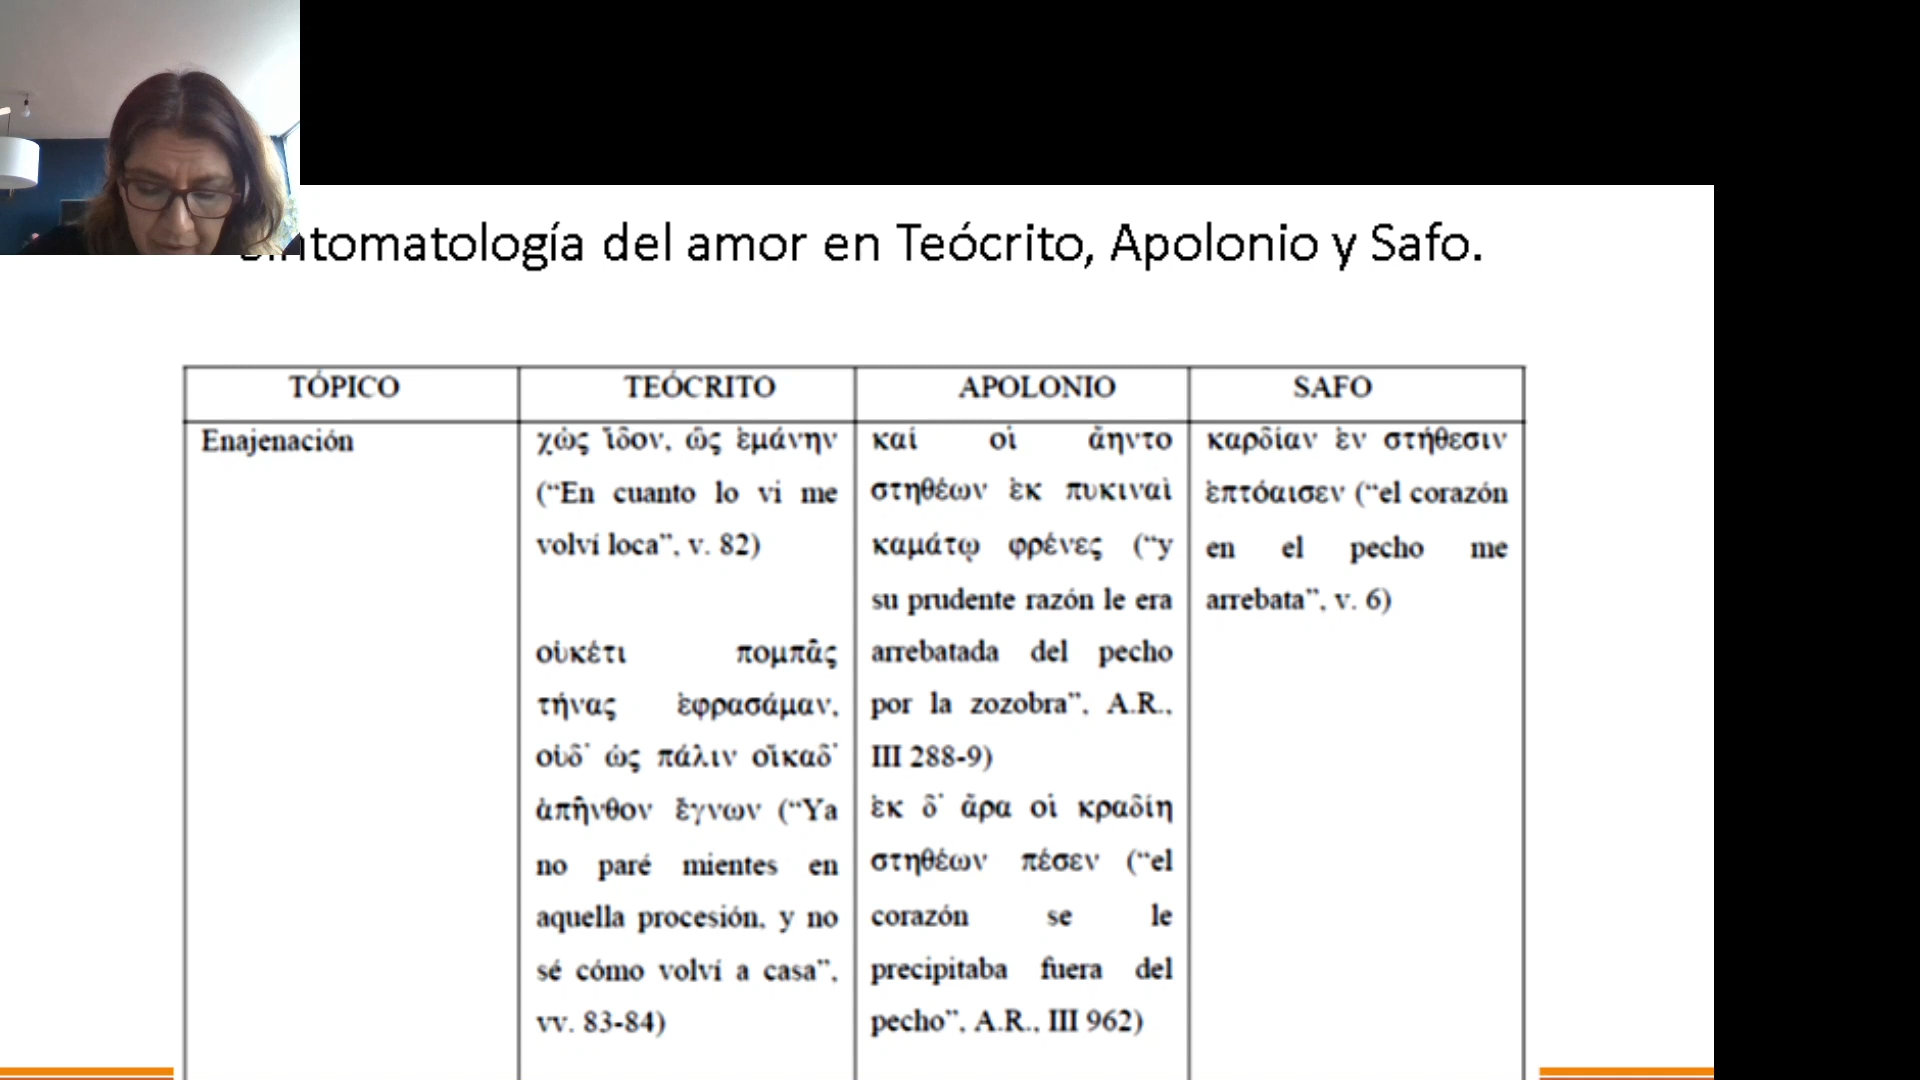 Sintomatología del amor en Teócrito, Apolonio y Safo.
TÓPICO
TEÓCRITO
APOLONIO
SAFO
Enajenación
χὠς ἴδον, ὣς ἐμάνην
(“En cuanto lo vi me
volví loca”, v. 82)
οὐκέτι πομπᾶς
τήνας ἐφρασάμαν,
οὐδ᾽ ὡς πάλιν οἴκαδ᾽
ἀπῆνθον ἔγνων (“Ya
no paré mientes en
aquella procesión, y no
sé cómo volví a casa”,
vv. 83-84)
καί οἱ ἄηντο
στηθέων ἐκ πυκιναὶ
καμάτῳ φρένες (“y
su prudente razón le era
arrebatada del pecho
por la zozobra”, A.R.,
III 288-9)
ἐκ δ᾽ ἄρα οἱ κραδίη
στηθέων πέσεν (“el
corazón se le
precipitaba fuera del
pecho”, A.R., III 962)
καρδίαν ἐν στήθεσιν
ἐπτόαισεν (“el corazón
en el pecho me
arrebata”, v. 6)